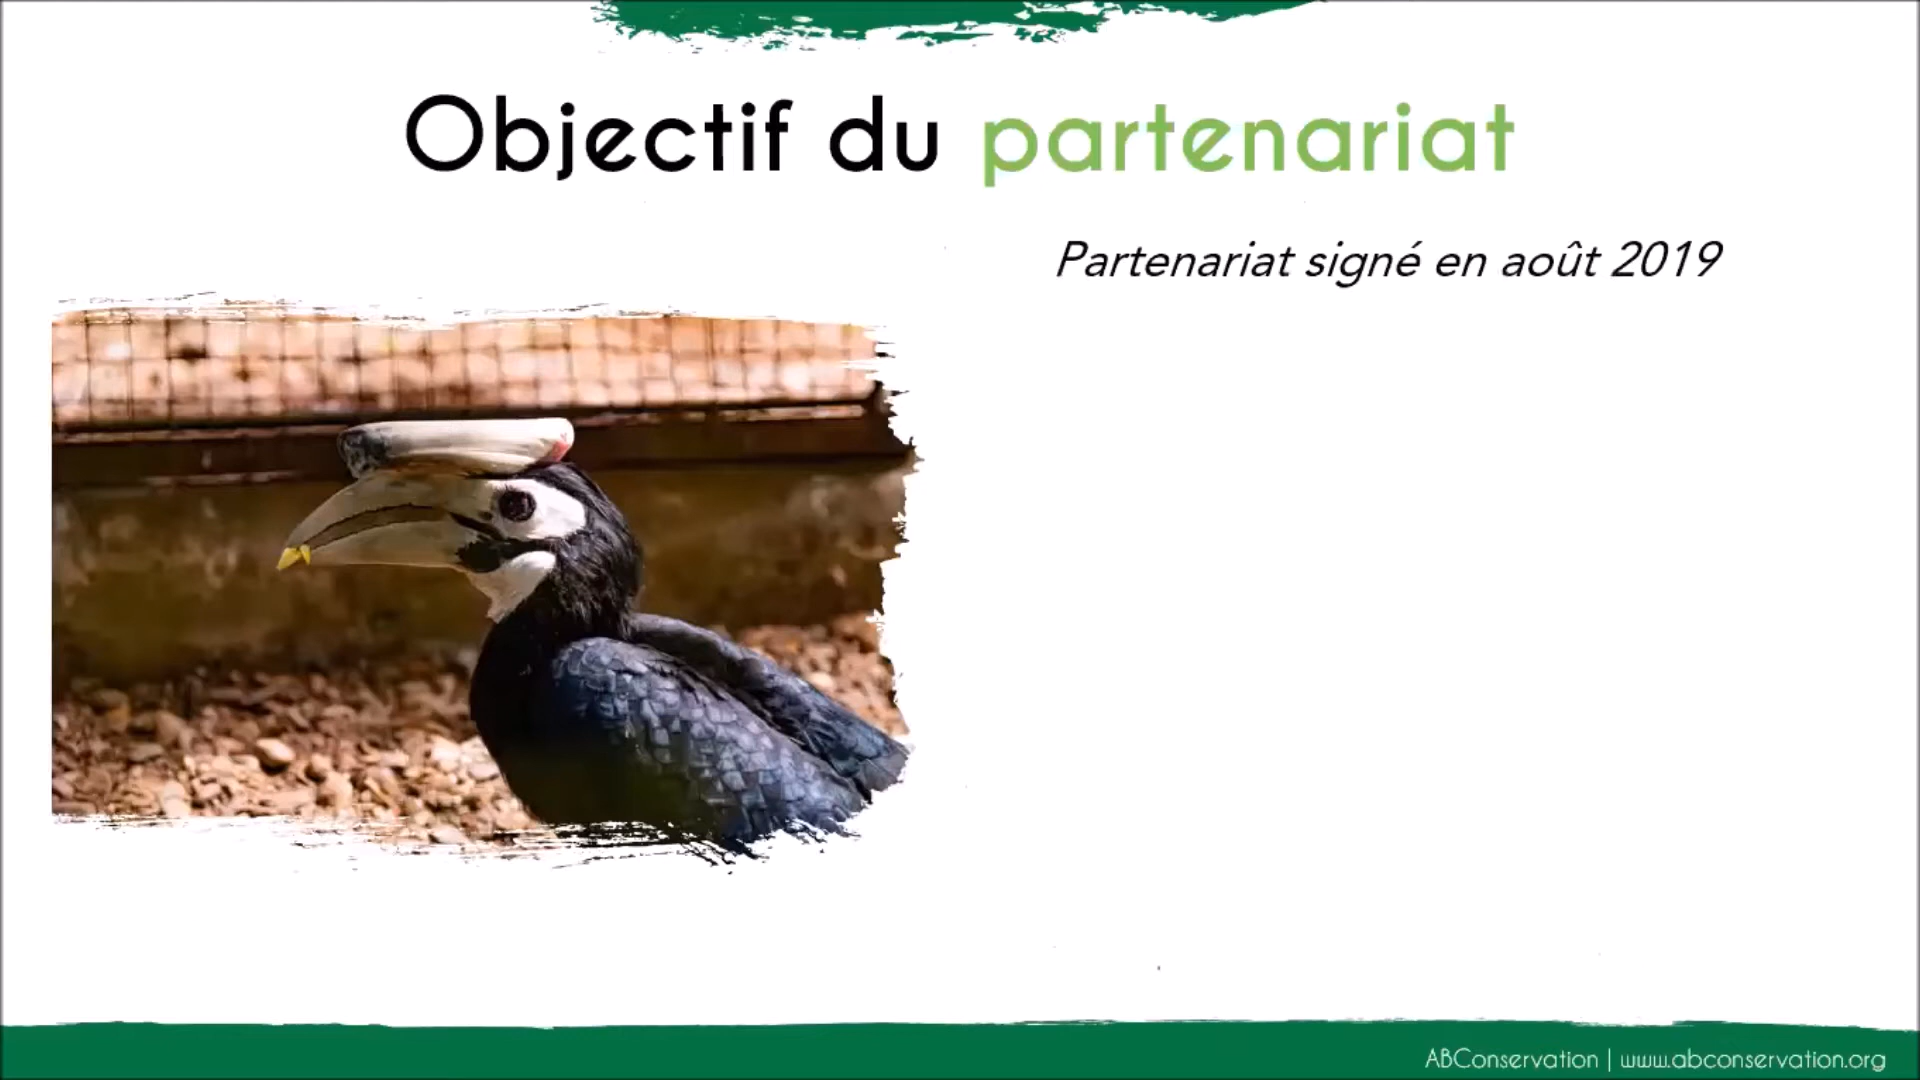 Objectif du partenariat
Partenariat signé en août 2019
ABConservation | www.abconservation.org